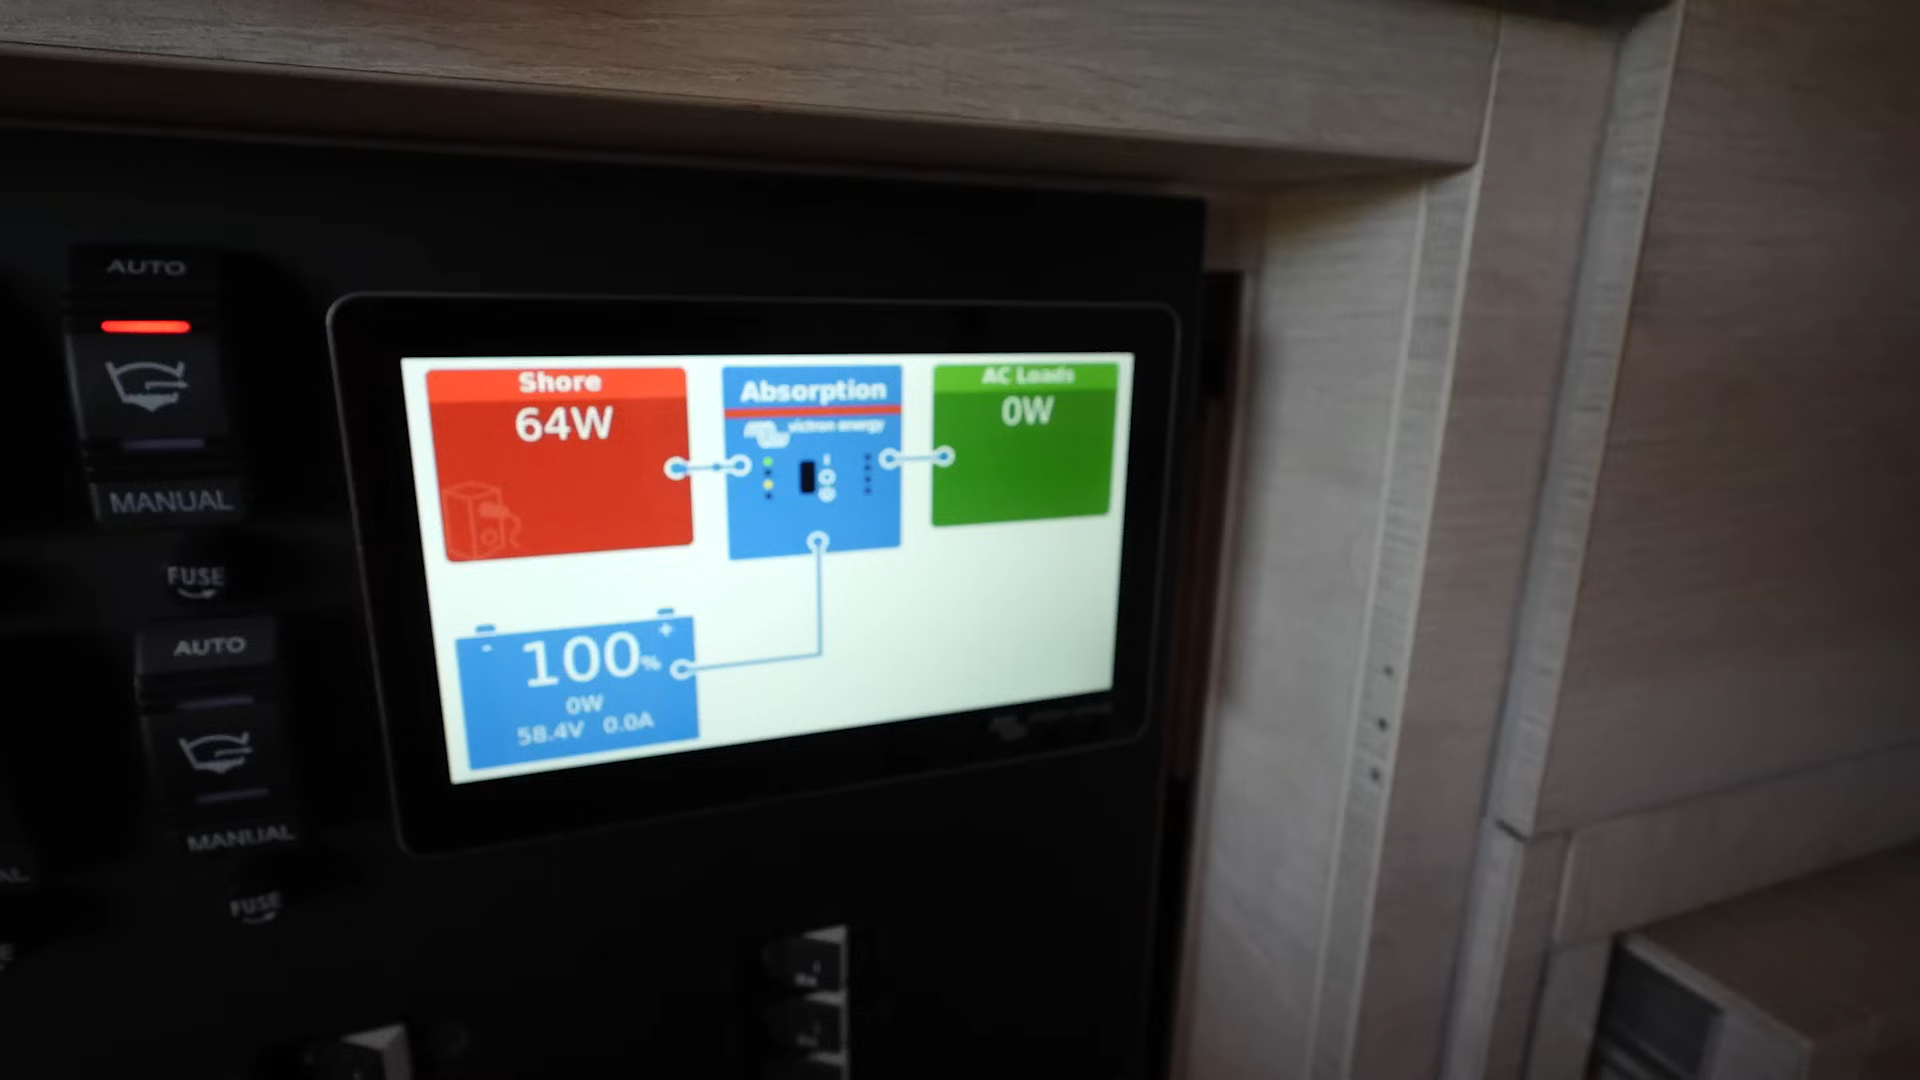 AUTO
MANUAL
FUSE
AUTO
MANUAL
FUSE
Shore
64W
Absorption
victron energy
AC Loads
0W
- +
100%
0W
58.4V 0.0A